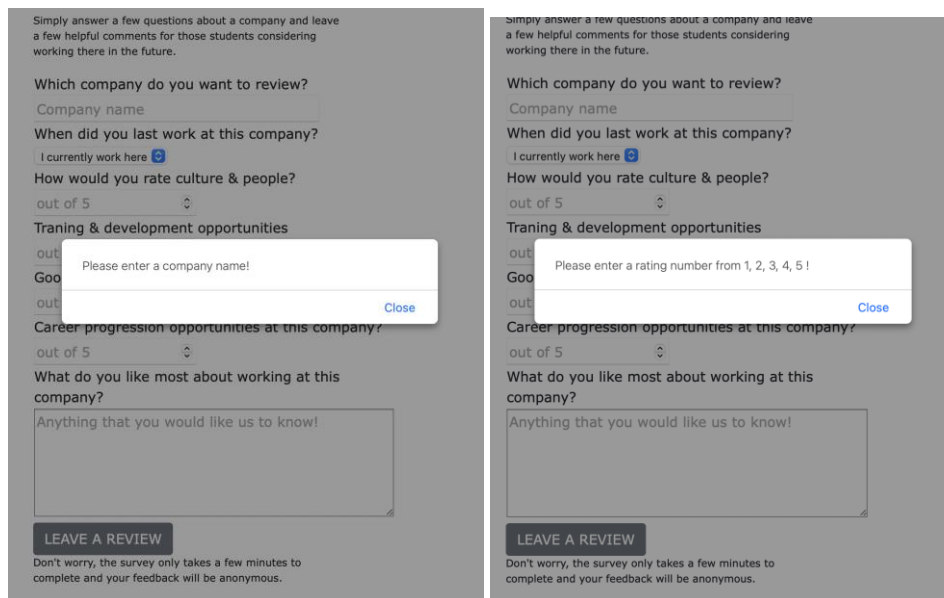 Simply answer a few questions about a company and leave
a few helpful comments for those students considering
working there in the future.
Which company do you want to review?
Company name
When did you last work at this company?
I currently work here
How would you rate culture & people?
out of 5
Traning & development opportunities
out
Please enter a company name!
Goo
out
Close
Career progression opportunities at this company?
out of 5
What do you like most about working at this
company?
Anything that you would like us to know!
LEAVE A REVIEW
Don't worry, the survey only takes a few minutes to
complete and your feedback will be anonymous.
Simply answer a few questions about a company and leave
a few helpful comments for those students considering
working there in the future.
Which company do you want to review?
Company name
When did you last work at this company?
I currently work here
How would you rate culture & people?
out of 5
Traning & development opportunities
out
Please enter a rating number from 1, 2, 3, 4, 5 !
Goo
out
Close
Career progression opportunities at this company?
out of 5
What do you like most about working at this
company?
Anything that you would like us to know!
LEAVE A REVIEW
Don't worry, the survey only takes a few minutes to
complete and your feedback will be anonymous.